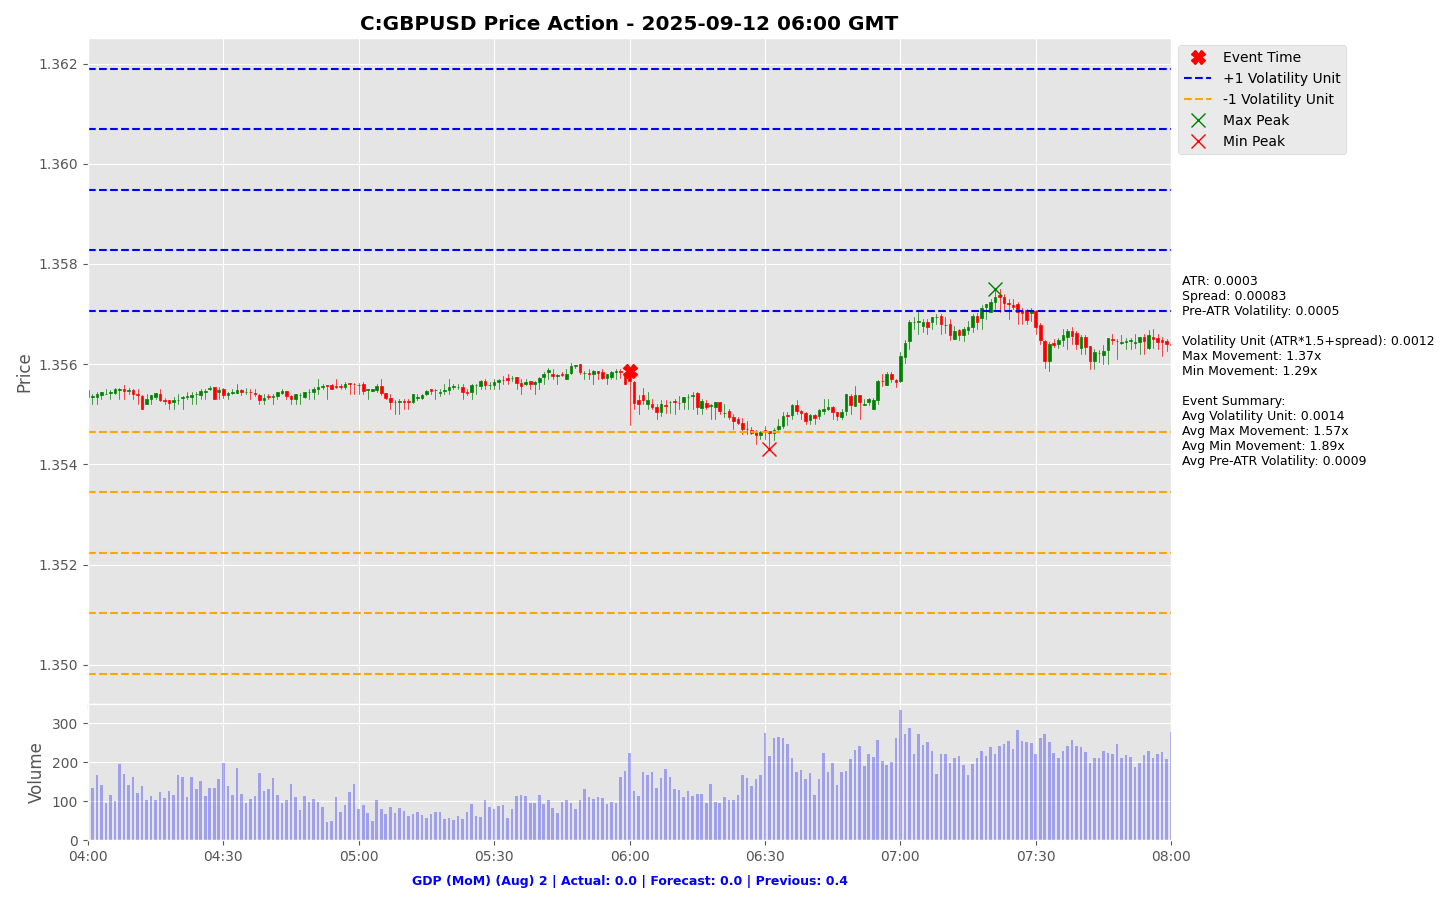 C:GBPUSD Price Action - 2025-09-12 06:00 GMT
1.362
1.360
1.358
1.356
1.354
1.352
1.350
Price
Event Time
+1 Volatility Unit
-1 Volatility Unit
Max Peak
Min Peak
ATR: 0.0003
Spread: 0.00083
Pre-ATR Volatility: 0.0005
Volatility Unit (ATR*1.5+spread): 0.0012
Max Movement: 1.37x
Min Movement: 1.29x
Event Summary:
Avg Volatility Unit: 0.0014
Avg Max Movement: 1.57x
Avg Min Movement: 1.89x
Avg Pre-ATR Volatility: 0.0009
300
200
100
0
Volume
04:00 04:30 05:00 05:30 06:00 06:30 07:00 07:30 08:00
GDP (MoM) (Aug) 2 | Actual: 0.0 | Forecast: 0.0 | Previous: 0.4